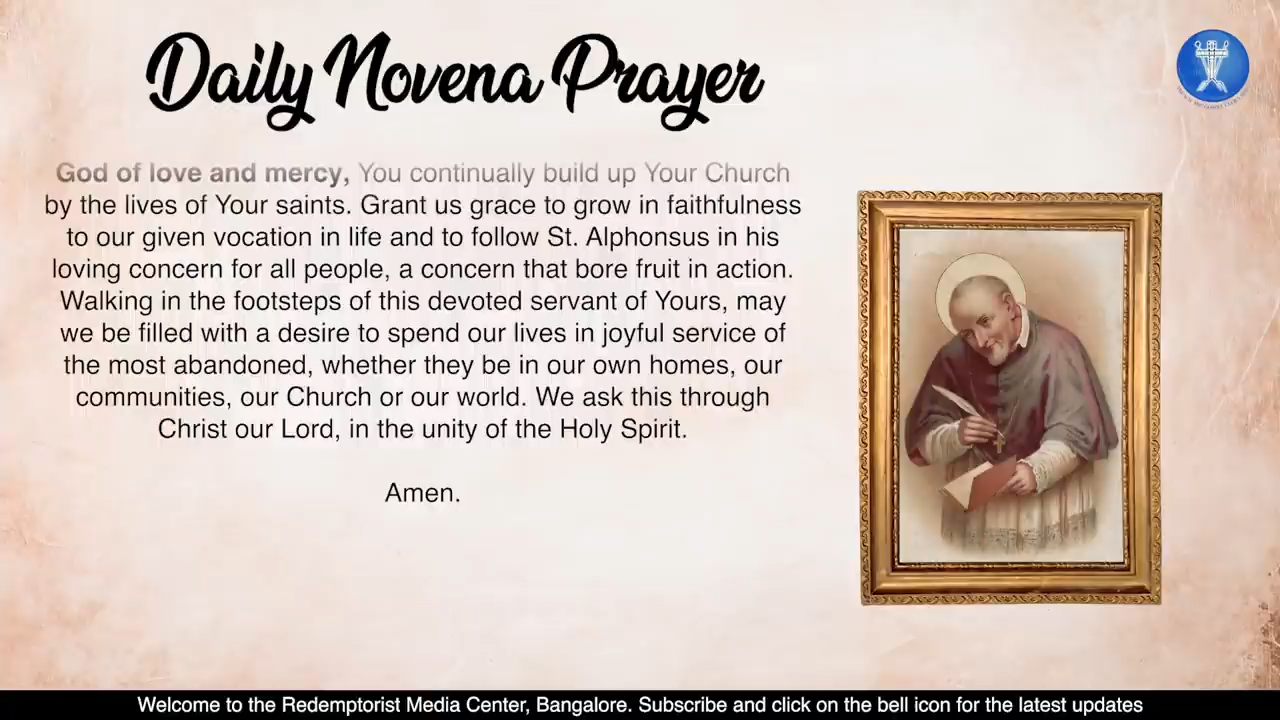 Daily Novena Prayer
God of love and mercy, You continually build up Your Church
by the lives of Your saints. Grant us grace to grow in faithfulness
to our given vocation in life and to follow St. Alphonsus in his
loving concern for all people, a concern that bore fruit in action.
Walking in the footsteps of this devoted servant of Yours, may
we be filled with a desire to spend our lives in joyful service of
the most abandoned, whether they be in our own homes, our
communities, our Church or our world. We ask this through
Christ our Lord, in the unity of the Holy Spirit.
Amen.
Welcome to the Redemptorist Media Center, Bangalore. Subscribe and click on the bell icon for the latest updates